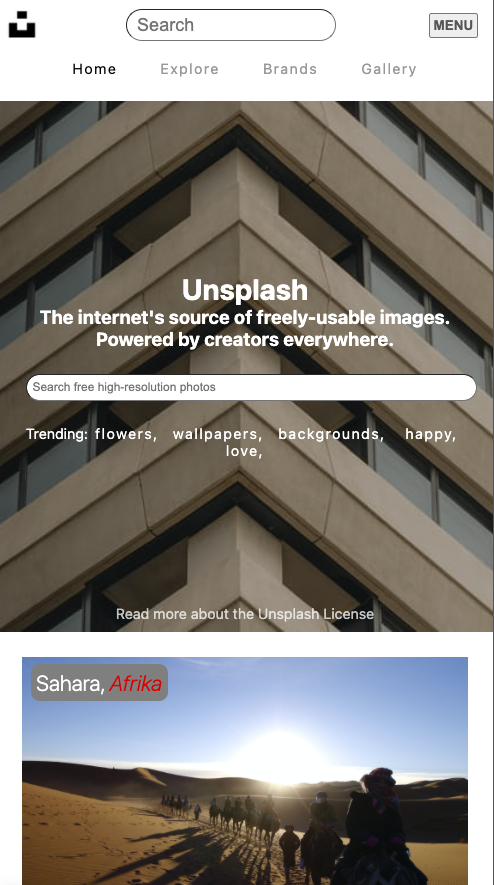 Search
MENU
Home Explore Brands Gallery
Unsplash
The internet's source of freely-usable images.
Powered by creators everywhere.
Search free high-resolution photos
Trending: flowers, wallpapers, backgrounds, happy,
love,
Read more about the Unsplash License
Sahara, Afrika